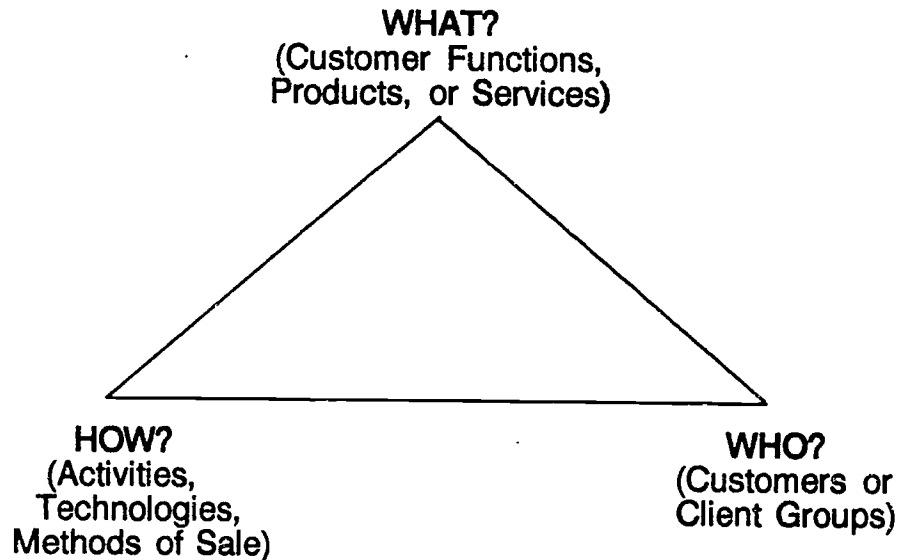 WHAT?
(Customer Functions,
Products, or Services)
HOW?
(Activities,
Technologies,
Methods of Sale)
WHO?
(Customers or
Client Groups)